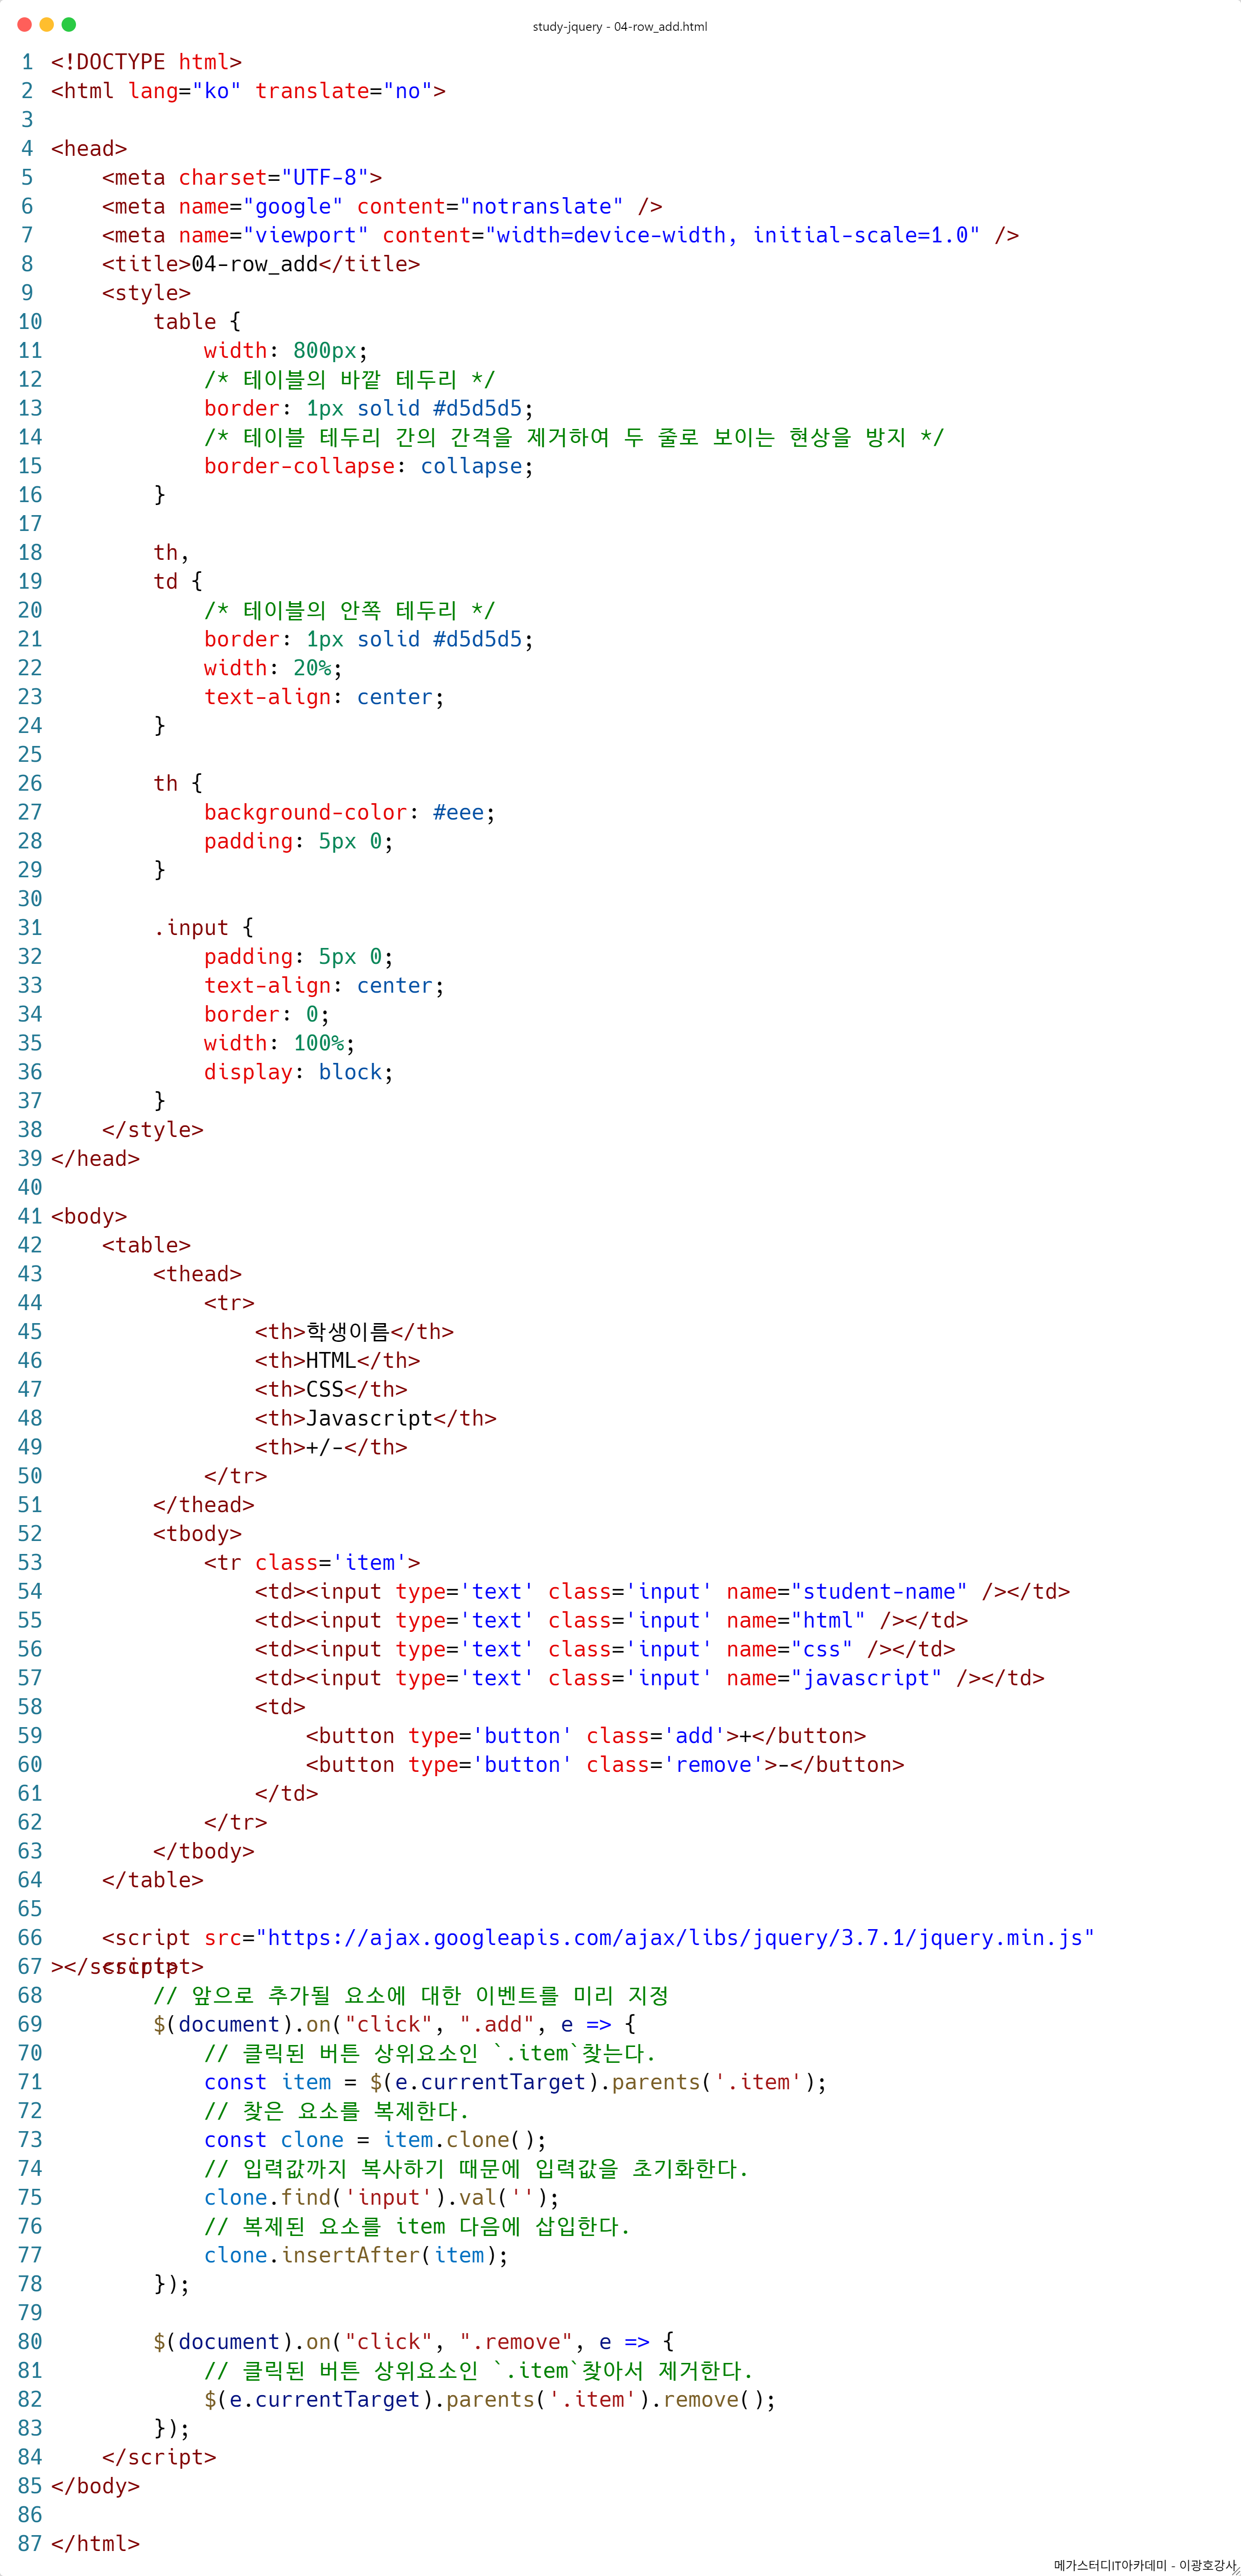 study-jquery - 04-row_add.html
1 <!DOCTYPE html>
2 <html lang="ko" translate="no">
3
4 <head>
5     <meta charset="UTF-8">
6     <meta name="google" content="notranslate" />
7     <meta name="viewport" content="width=device-width, initial-scale=1.0" />
8     <title>04-row_add</title>
9     <style>
10         table {
11             width: 800px;
12             /* 테이블의 바깥 테두리 */
13             border: 1px solid #d5d5d5;
14             /* 테이블 테두리 간의 간격을 제거하여 두 줄로 보이는 현상을 방지 */
15             border-collapse: collapse;
16         }
17
18         th,
19         td {
20             /* 테이블의 안쪽 테두리 */
21             border: 1px solid #d5d5d5;
22             width: 20%;
23             text-align: center;
24         }
25
26         th {
27             background-color: #eee;
28             padding: 5px 0;
29         }
30
31         .input {
32             padding: 5px 0;
33             text-align: center;
34             border: 0;
35             width: 100%;
36             display: block;
37         }
38     </style>
39 </head>
40
41 <body>
42     <table>
43         <thead>
44             <tr>
45                 <th>학생이름</th>
46                 <th>HTML</th>
47                 <th>CSS</th>
48                 <th>Javascript</th>
49                 <th>+/-</th>
50             </tr>
51         </thead>
52         <tbody>
53             <tr class='item'>
54                 <td><input type='text' class='input' name="student-name" /></td>
55                 <td><input type='text' class='input' name="html" /></td>
56                 <td><input type='text' class='input' name="css" /></td>
57                 <td><input type='text' class='input' name="javascript" /></td>
58                 <td>
59                     <button type='button' class='add'>+</button>
60                     <button type='button' class='remove'>-</button>
61                 </td>
62             </tr>
63         </tbody>
64     </table>
65
66     <script src="https://ajax.googleapis.com/ajax/libs/jquery/3.7.1/jquery.min.js"
></script>
67     <script>
68         // 앞으로 추가될 요소에 대한 이벤트를 미리 지정
69         $(document).on("click", ".add", e => {
70             // 클릭된 버튼 상위요소인 `.item`찾는다.
71             const item = $(e.currentTarget).parents('.item');
72             // 찾은 요소를 복제한다.
73             const clone = item.clone();
74             // 입력값까지 복사하기 때문에 입력값을 초기화한다.
75             clone.find('input').val('');
76             // 복제된 요소를 item 다음에 삽입한다.
77             clone.insertAfter(item);
78         });
79
80         $(document).on("click", ".remove", e => {
81             // 클릭된 버튼 상위요소인 `.item`찾아서 제거한다.
82             $(e.currentTarget).parents('.item').remove();
83         });
84     </script>
85 </body>
86
87 </html>
메가스터디IT아카데미 - 이광호강사